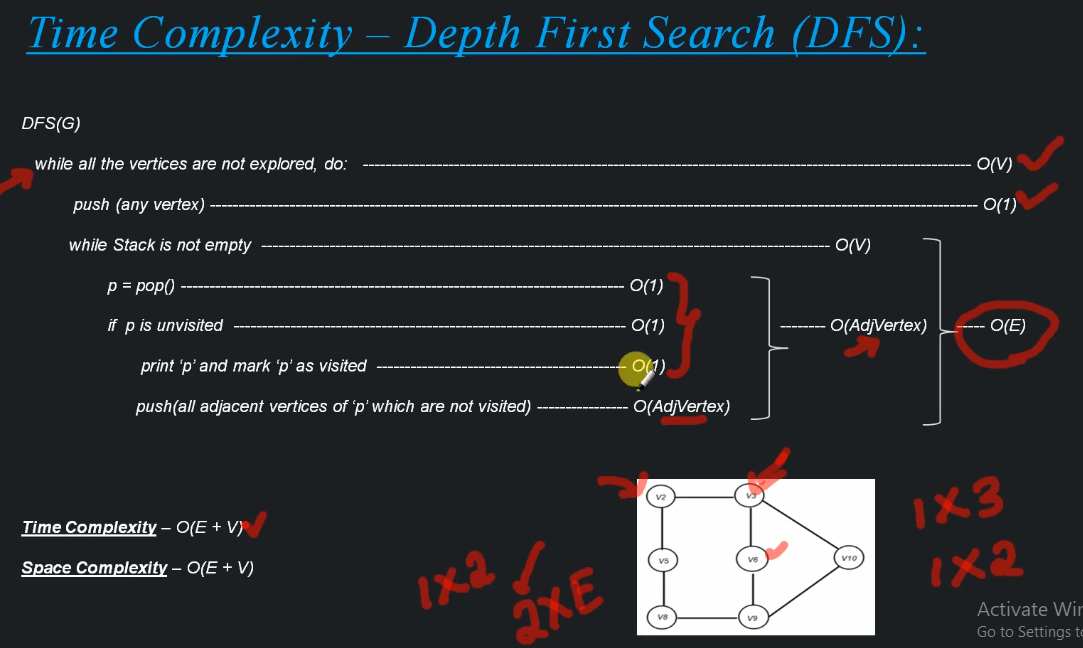 Time Complexity – Depth First Search (DFS):
DFS(G)
while all the vertices are not explored, do: ---------- O(V)
push (any vertex) ---------- O(1)
while Stack is not empty ---------- O(V)
p = pop() ---------- O(1)
if p is unvisited ---------- O(1)
------- O(AdjVertex)
----- O(E)
print ‘p’ and mark ‘p’ as visited ---------- O(1)
push(all adjacent vertices of ‘p’ which are not visited) ---------- O(AdjVertex)
Time Complexity – O(E + V)
Space Complexity – O(E + V)
1x2
2xE
V2
V3
V5
V6
V10
V8
V9
1x3
1x2
Activate Win
Go to Settings to